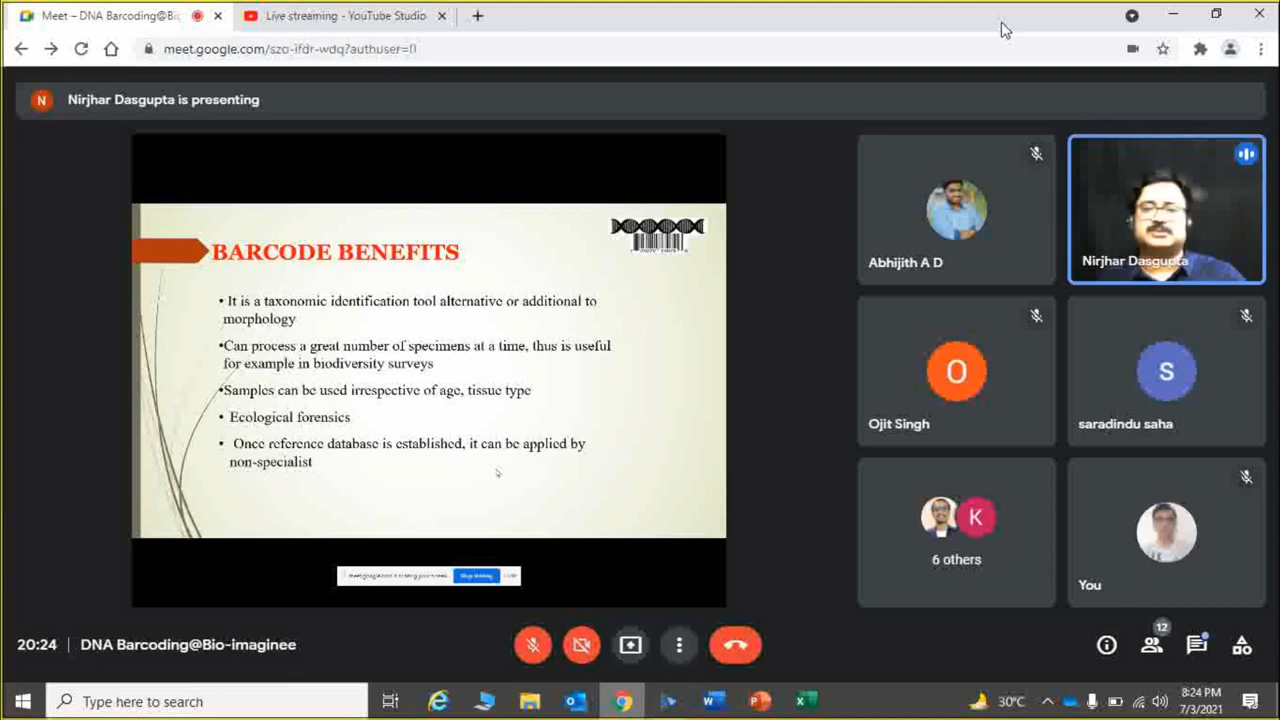 Meet – DNA Barcoding@Bi
Live streaming - YouTube Studio
meet.google.com/szq-ifdr-wdq?authuser=0
N
Nirjhar Dasgupta is presenting
BARCODE BENEFITS
• It is a taxonomic identification tool alternative or additional to
morphology
•Can process a great number of specimens at a time, thus is useful
for example in biodiversity surveys
•Samples can be used irrespective of age, tissue type
• Ecological forensics
• Once reference database is established, it can be applied by
non-specialist
Stop sharing
Hide
Abhijith A D
Nirjhar Dasgupta
O
Ojit Singh
S
saradindu saha
K
6 others
You
20:24 | DNA Barcoding@Bio-imaginee
12
Type here to search
30°C
8:24 PM
7/3/2021